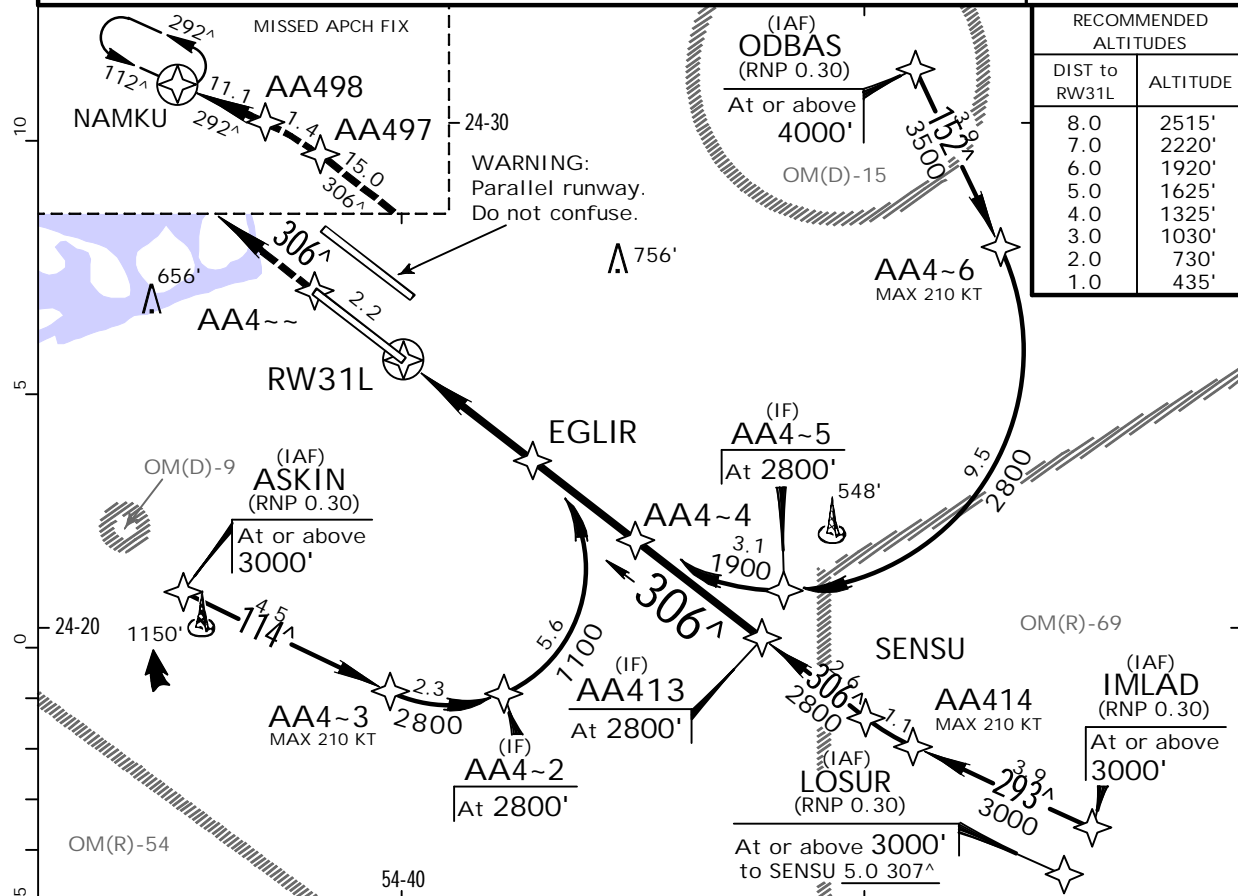 MISSED APCH FIX
292^
112^
NAMKU
11.1
292^
AA498
1.4
AA497
15.0
306^
24-30
10
WARNING:
Parallel runway.
Do not confuse.
(IAF)
ODBAS
(RNP 0.30)
At or above
4000'
OM(D)-15
3.9
152^
3500
RECOMMENDED
ALTITUDES
DIST to
RW31L
ALTITUDE
8.0 2515'
7.0 2220'
6.0 1920'
5.0 1625'
4.0 1325'
3.0 1030'
2.0 730'
1.0 435'
306^
656'
756'
AA4~~
2.2
AA4~6
MAX 210 KT
RW31L
5
EGLIR
(IF)
AA4~5
At 2800'
9.5
2800
548'
OM(D)-9
(IAF)
ASKIN
(RNP 0.30)
At or above
3000'
AA4~4
3.1
1900
306^
24-20
0
1150'
4.5
114^
5.6
1100
OM(R)-69
SENSU
2.6
306^
2800
(IF)
AA413
At 2800'
AA4~3
MAX 210 KT
2.3
2800
(IF)
AA4~2
At 2800'
1.1
AA414
MAX 210 KT
(IAF)
IMLAD
(RNP 0.30)
At or above
3000'
3.9
293^
3000
(IAF)
LOSUR
(RNP 0.30)
At or above 3000'
to SENSU 5.0 307^
OM(R)-54
54-40
5